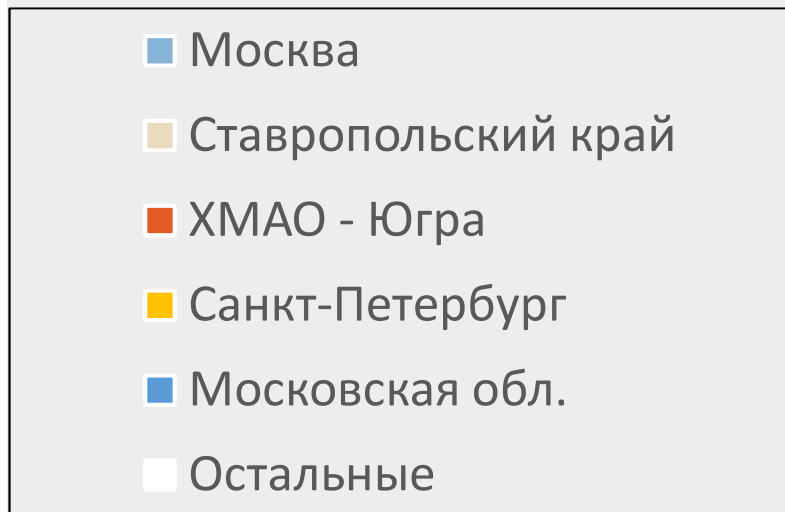 Москва
Ставропольский край
ХМАО - Югра
Санкт-Петербург
Московская обл.
Остальные